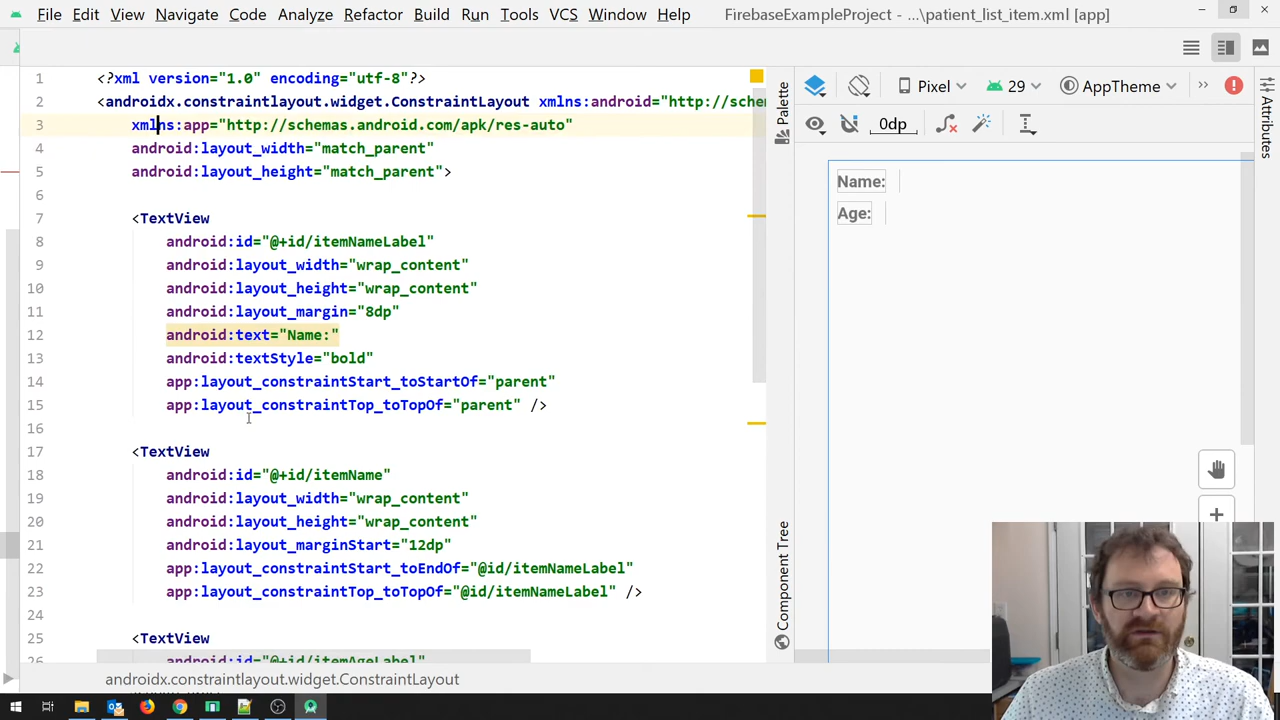 File Edit View Navigate Code Analyze Refactor Build Run Tools VCS Window Help FirebaseExampleProject - ...\patient_list_item.xml [app]
1 <?xml version="1.0" encoding="utf-8"?>
2 <androidx.constraintlayout.widget.ConstraintLayout xmlns:android="http://schem
3 xmlns:app="http://schemas.android.com/apk/res-auto"
4 android:layout_width="match_parent"
5 android:layout_height="match_parent">
6
7 <TextView
8 android:id="@+id/itemNameLabel"
9 android:layout_width="wrap_content"
10 android:layout_height="wrap_content"
11 android:layout_margin="8dp"
12 android:text="Name:"
13 android:textStyle="bold"
14 app:layout_constraintStart_toStartOf="parent"
15 app:layout_constraintTop_toTopOf="parent" />
16
17 <TextView
18 android:id="@+id/itemName"
19 android:layout_width="wrap_content"
20 android:layout_height="wrap_content"
21 android:layout_marginStart="12dp"
22 app:layout_constraintStart_toEndOf="@id/itemNameLabel"
23 app:layout_constraintTop_toTopOf="@id/itemNameLabel" />
24
25 <TextView
26 android:id="@+id/itemAgeLabel"
androidx.constraintlayout.widget.ConstraintLayout
Palette
Component Tree
Pixel 29 AppTheme
0dp
Name:
Age:
Attributes